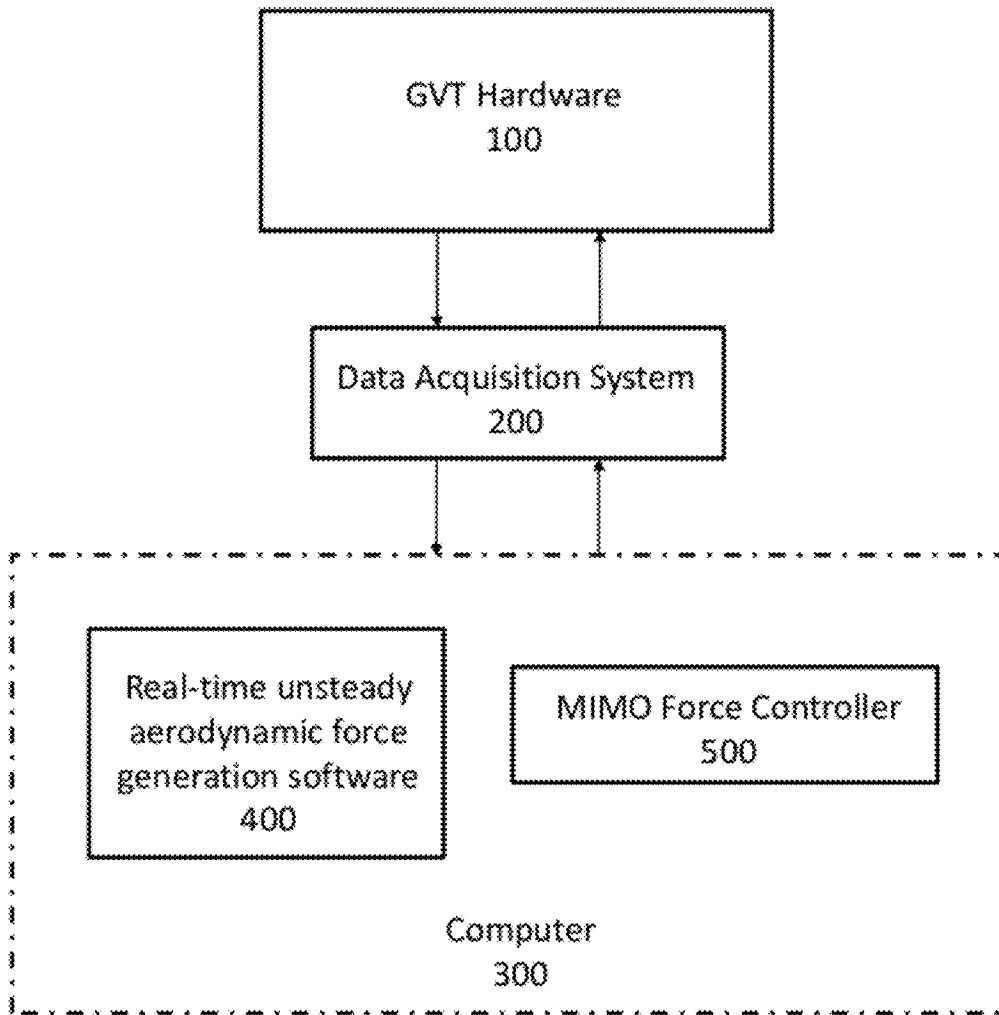 GVT Hardware
100
Data Acquisition System
200
Real-time unsteady
aerodynamic force
generation software
400
MIMO Force Controller
500
Computer
300